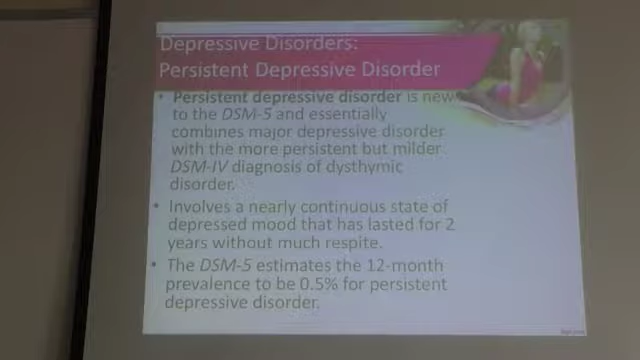 Depressive Disorders:
Persistent Depressive Disorder
• Persistent depressive disorder is new
to the DSM-5 and essentially
combines major depressive disorder
with the more persistent but milder
DSM-IV diagnosis of dysthymic
disorder.
• Involves a nearly continuous state of
depressed mood that has lasted for 2
years without much respite.
• The DSM-5 estimates the 12-month
prevalence to be 0.5% for persistent
depressive disorder.